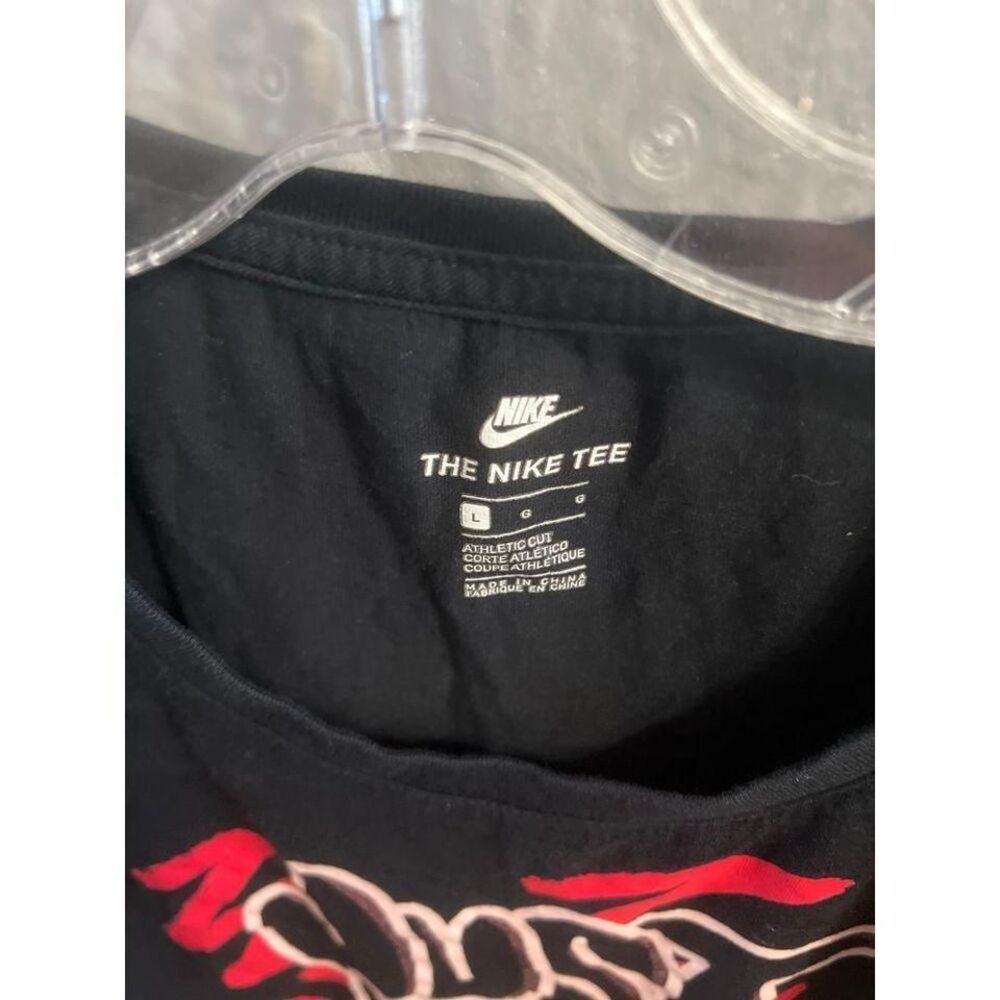 NIKE
THE NIKE TEE
L G G
ATHLETIC CUT
CORTE ATLÉTICO
COUPE ATHLÉTIQUE
MADE IN CHINA
FABRIQUÉ EN CHINE